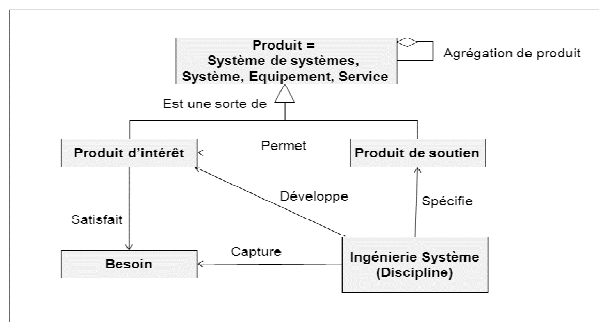 Produit =
Système de systèmes,
Système, Equipement, Service
Agrégation de produit
Est une sorte de
Produit d'intérêt
Permet
Produit de soutien
Développe
Spécifie
Satisfait
Besoin
Capture
Ingénierie Système
(Discipline)